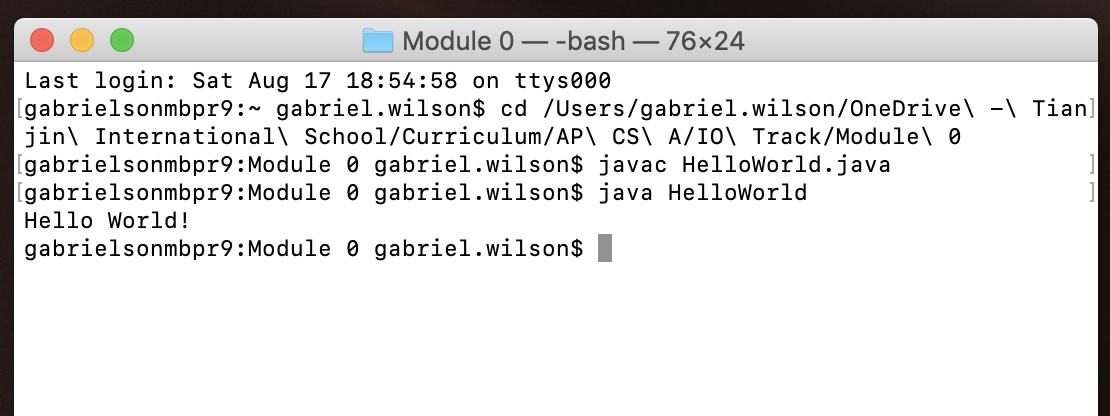 Module 0 — -bash — 76×24
Last login: Sat Aug 17 18:54:58 on ttys000
[gabrielsonmbpr9:~ gabriel.wilson$ cd /Users/gabriel.wilson/OneDrive\ -\ Tian]
jin\ International\ School/Curriculum/AP\ CS\ A/IO\ Track/Module\ 0
[gabrielsonmbpr9:Module 0 gabriel.wilson$ javac HelloWorld.java ]
[gabrielsonmbpr9:Module 0 gabriel.wilson$ java HelloWorld ]
Hello World!
gabrielsonmbpr9:Module 0 gabriel.wilson$